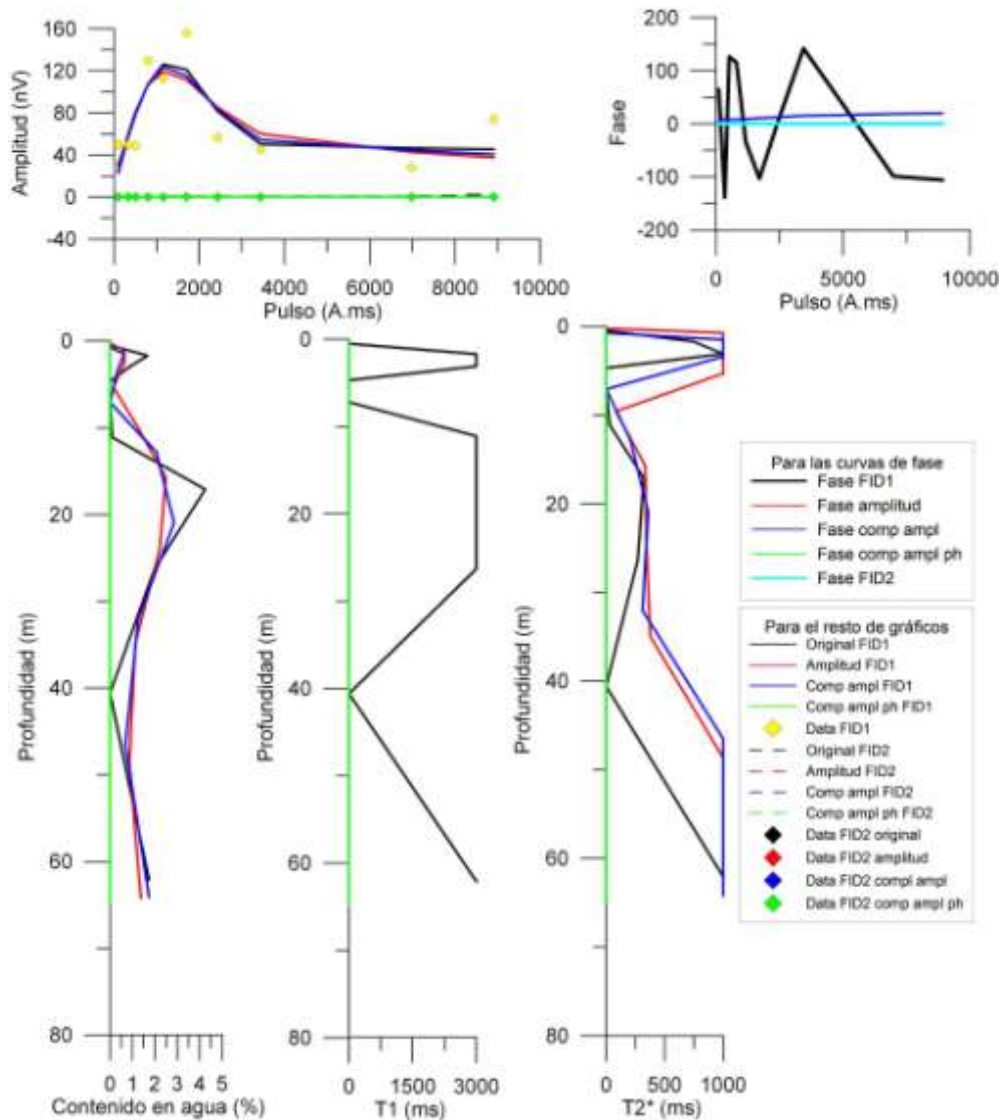 160
120
80
40
0
-40
Amplitud (nV)
0 2000 4000 6000 8000 10000
Pulso (A.ms)
200
100
0
-100
-200
Fase
0 5000 10000
Pulso (A.ms)
0
20
40
60
80
Profundidad (m)
0 1 2 3 4 5
Contenido en agua (%)
0
20
40
60
80
Profundidad (m)
0 1500 3000
T1 (ms)
0
20
40
60
80
Profundidad (m)
0 500 1000
T2* (ms)
Para las curvas de fase
Fase FID1
Fase amplitud
Fase comp ampl
Fase comp ampl ph
Fase FID2
Para el resto de gráficos
Original FID1
Amplitud FID1
Comp ampl FID1
Comp ampl ph FID1
Data FID1
Original FID2
Amplitud FID2
Comp ampl FID2
Comp ampl ph FID2
Data FID2 original
Data FID2 amplitud
Data FID2 compl ampl
Data FID2 comp ampl ph